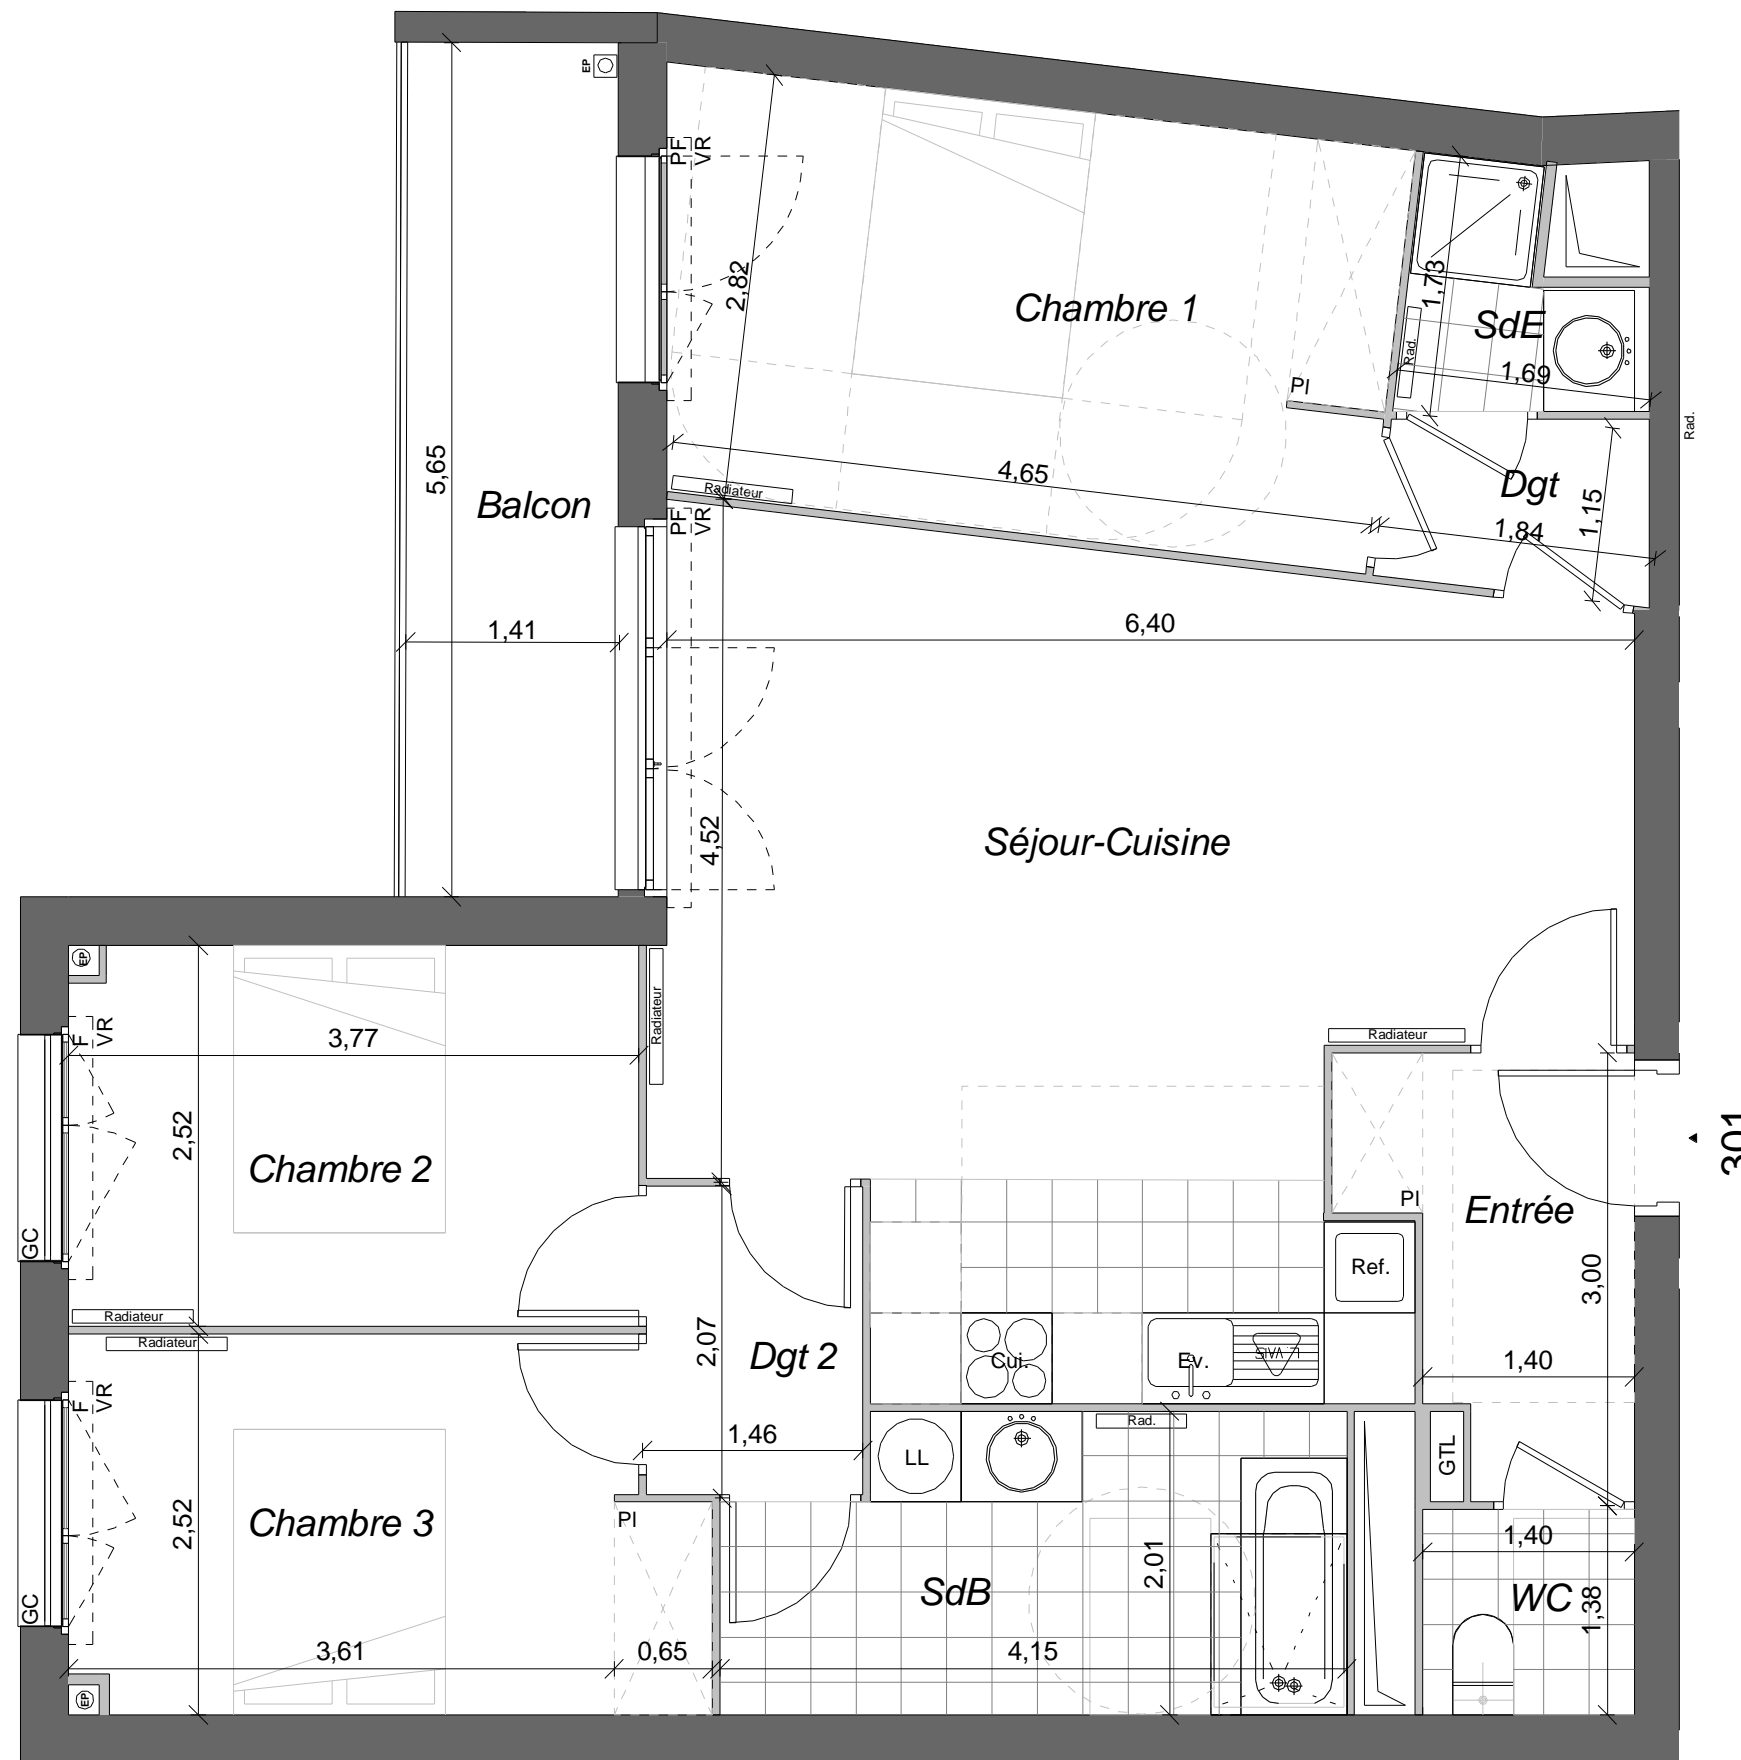 EP
PF
VR
2,82
Chambre 1
1,73
SdE
Rad.
1,69
PI
Rad.
5,65
Balcon
4,65
Radiateur
Dgt
1,15
1,84
PF
VR
1,41
6,40
4,52
Séjour-Cuisine
EP
F
VR
3,77
Radiateur
Radiateur
2,52
Chambre 2
GC
PI
Entrée
301
Ref.
3,00
Radiateur
Radiateur
2,07
Dgt 2
Cui.
Ev.
L. VAIS
1,40
F
VR
1,46
Rad.
LL
GTL
2,52
Chambre 3
PI
GC
SdB
2,01
1,40
WC
1,38
3,61
0,65
4,15
EP